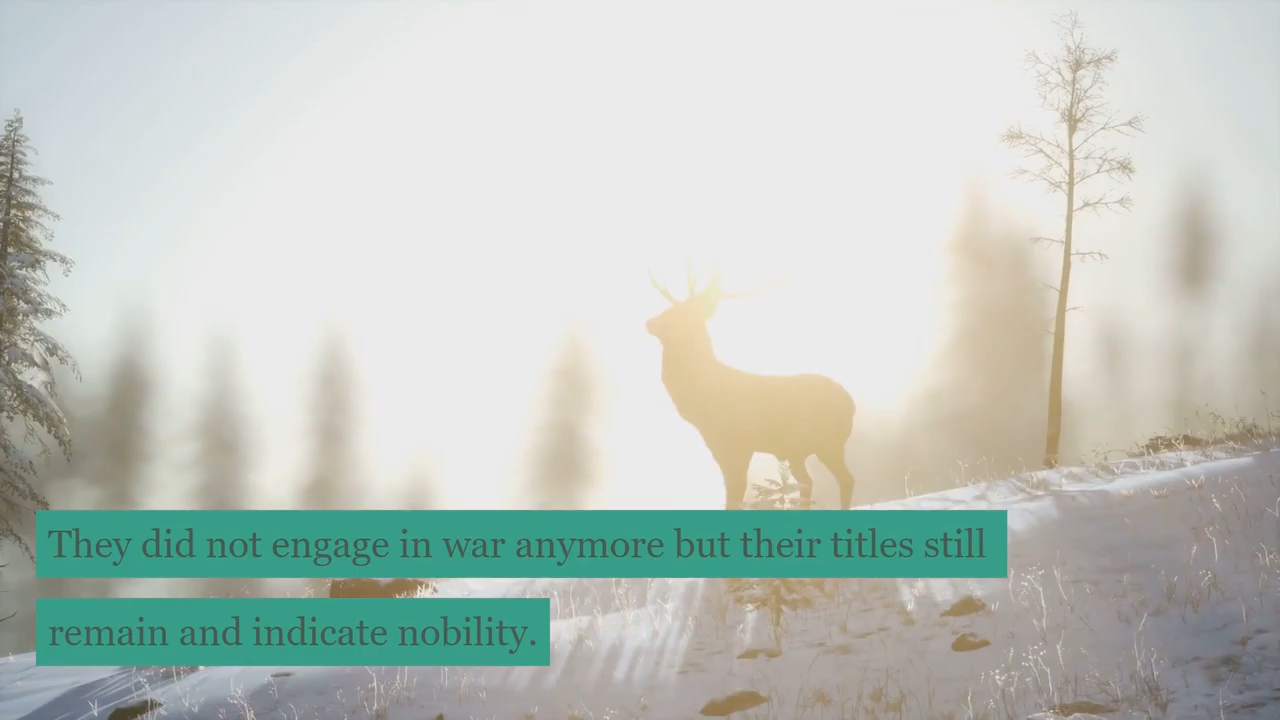 They did not engage in war anymore but their titles still
remain and indicate nobility.